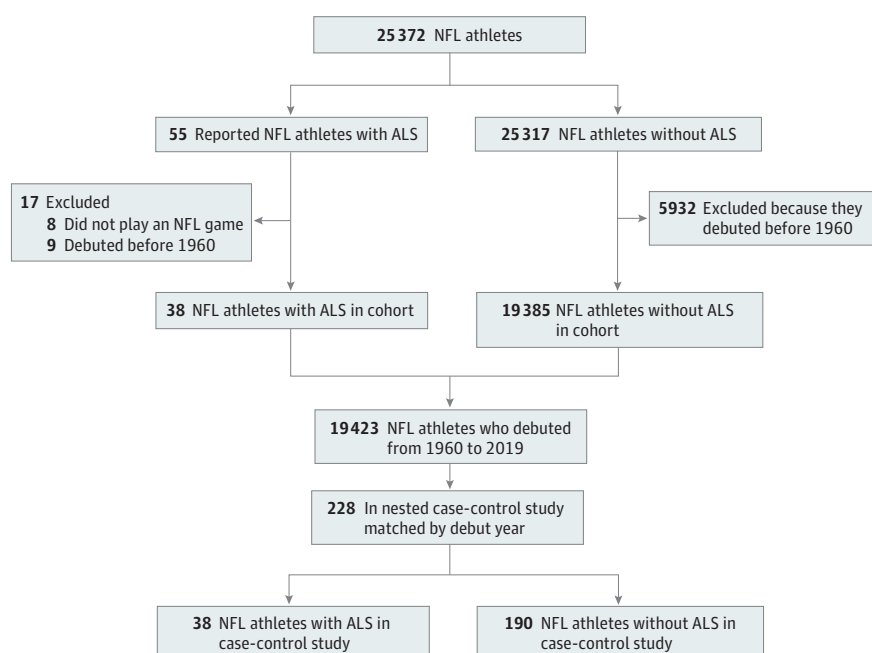 25372 NFL athletes
55 Reported NFL athletes with ALS
25317 NFL athletes without ALS
17 Excluded
8 Did not play an NFL game
9 Debuted before 1960
5932 Excluded because they
debuted before 1960
38 NFL athletes with ALS in cohort
19385 NFL athletes without ALS
in cohort
19423 NFL athletes who debuted
from 1960 to 2019
228 In nested case-control study
matched by debut year
38 NFL athletes with ALS in
case-control study
190 NFL athletes without ALS in
case-control study